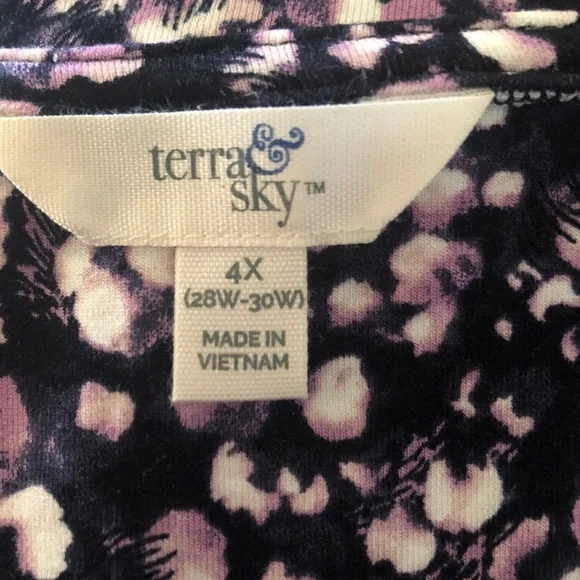 terra &
sky™
4X
(28W-30W)
MADE IN
VIETNAM